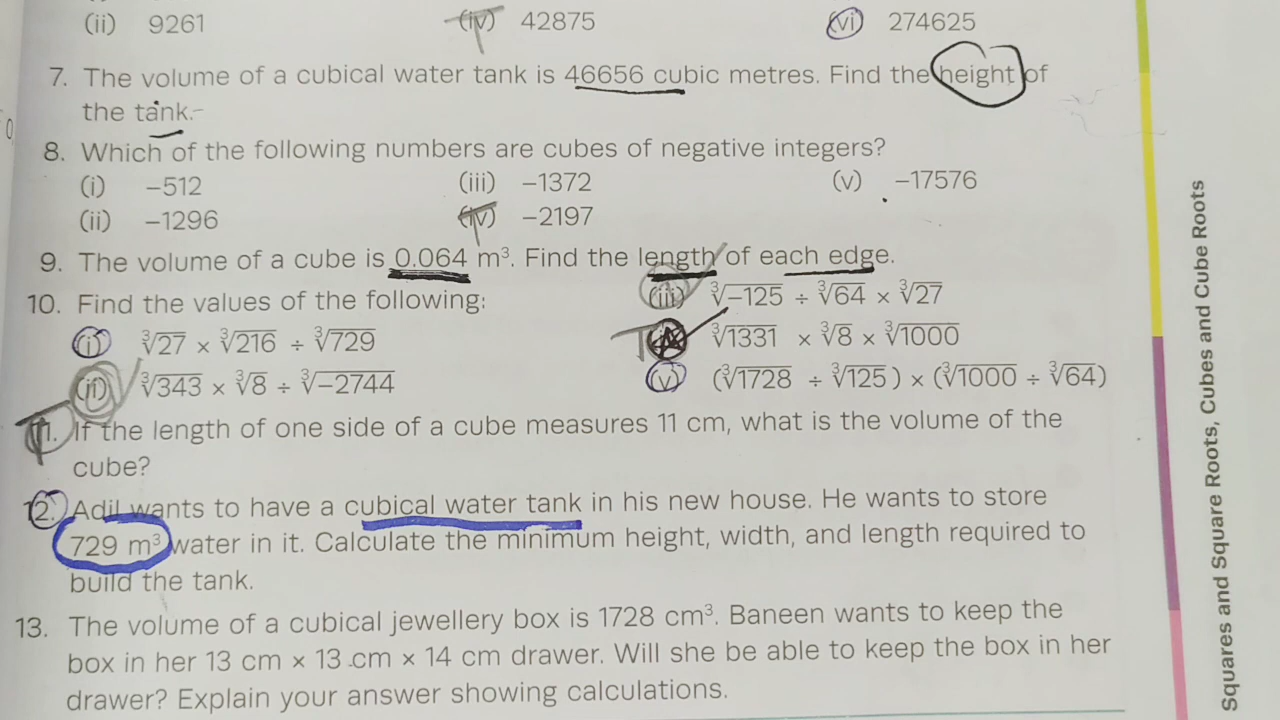 (ii) 9261 (iv) 42875 (vi) 274625
7. The volume of a cubical water tank is 46656 cubic metres. Find the height of
the tank.
8. Which of the following numbers are cubes of negative integers?
(i) −512 (iii) −1372 (v) −17576
(ii) −1296 (iv) −2197
9. The volume of a cube is 0.064 m³. Find the length of each edge.
10. Find the values of the following: (iii) ∛−125 ÷ ∛64 × ∛27
(i) ∛27 × ∛216 ÷ ∛729 ∛1331 × ∛8 × ∛1000
(ii) ∛343 × ∛8 ÷ ∛−2744 (v) (∛1728 ÷ ∛125) × (∛1000 ÷ ∛64)
11. If the length of one side of a cube measures 11 cm, what is the volume of the
cube?
12. Adil wants to have a cubical water tank in his new house. He wants to store
729 m³ water in it. Calculate the minimum height, width, and length required to
build the tank.
13. The volume of a cubical jewellery box is 1728 cm³. Baneen wants to keep the
box in her 13 cm × 13 cm × 14 cm drawer. Will she be able to keep the box in her
drawer? Explain your answer showing calculations.
Squares and Square Roots, Cubes and Cube Roots